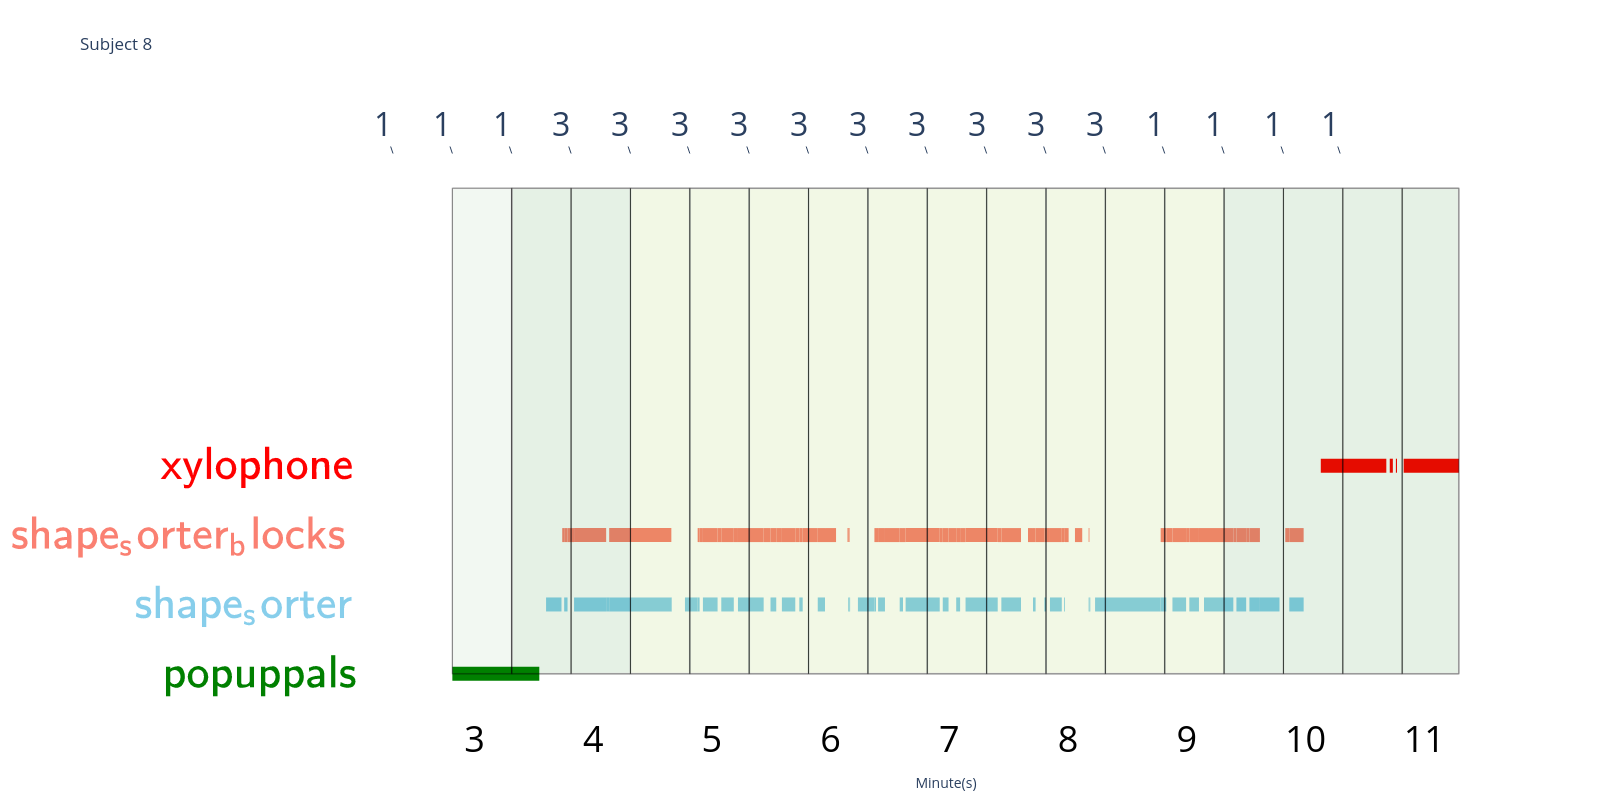 Subject 8
1 1 1 3 3 3 3 3 3 3 3 3 3 1 1 1 1
xylophone
shapesorterblocks
shapesorter
popuppals
3 4 5 6 7 8 9 10 11
Minute(s)